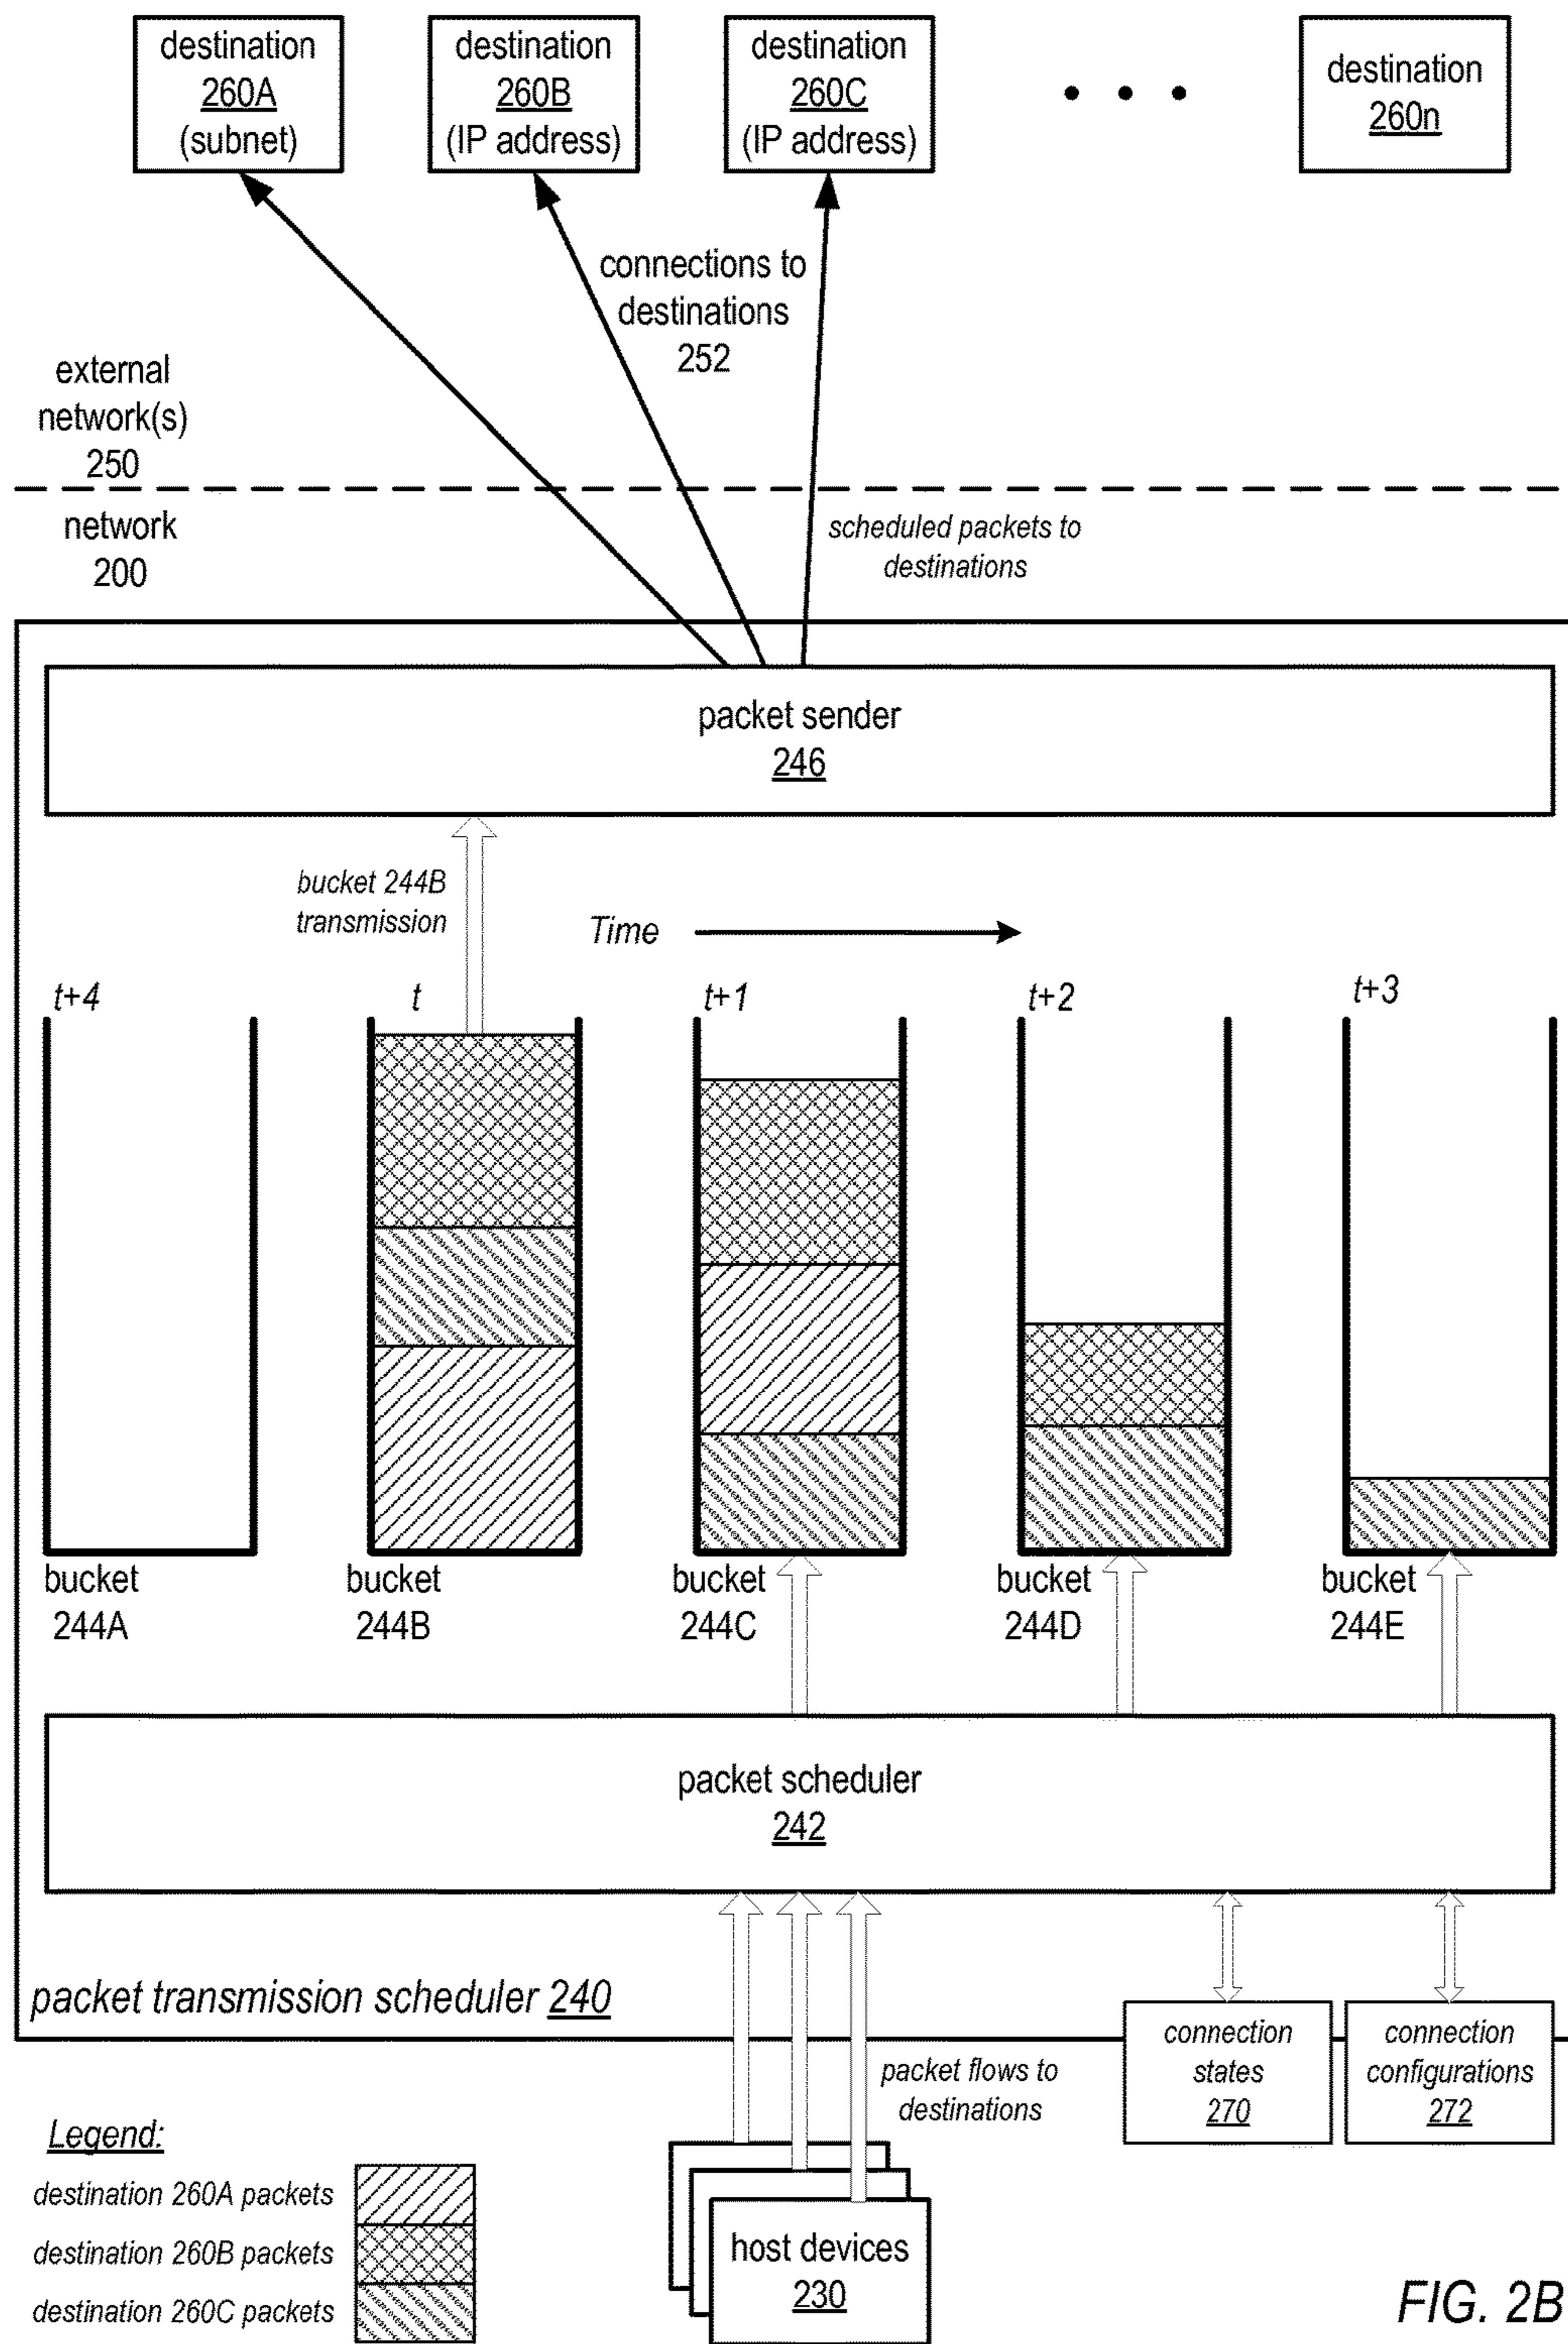 destination
260A
(subnet)
destination
260B
(IP address)
destination
260C
(IP address)
destination
260n
connections to
destinations
252
external
network(s)
250
network
200
scheduled packets to
destinations
packet sender
246
bucket 244B
transmission
Time
t+4
t
t+1
t+2
t+3
bucket
244A
bucket
244B
bucket
244C
bucket
244D
bucket
244E
packet scheduler
242
packet transmission scheduler 240
connection
states
270
connection
configurations
272
packet flows to
destinations
Legend:
destination 260A packets
destination 260B packets
destination 260C packets
host devices
230
FIG. 2B